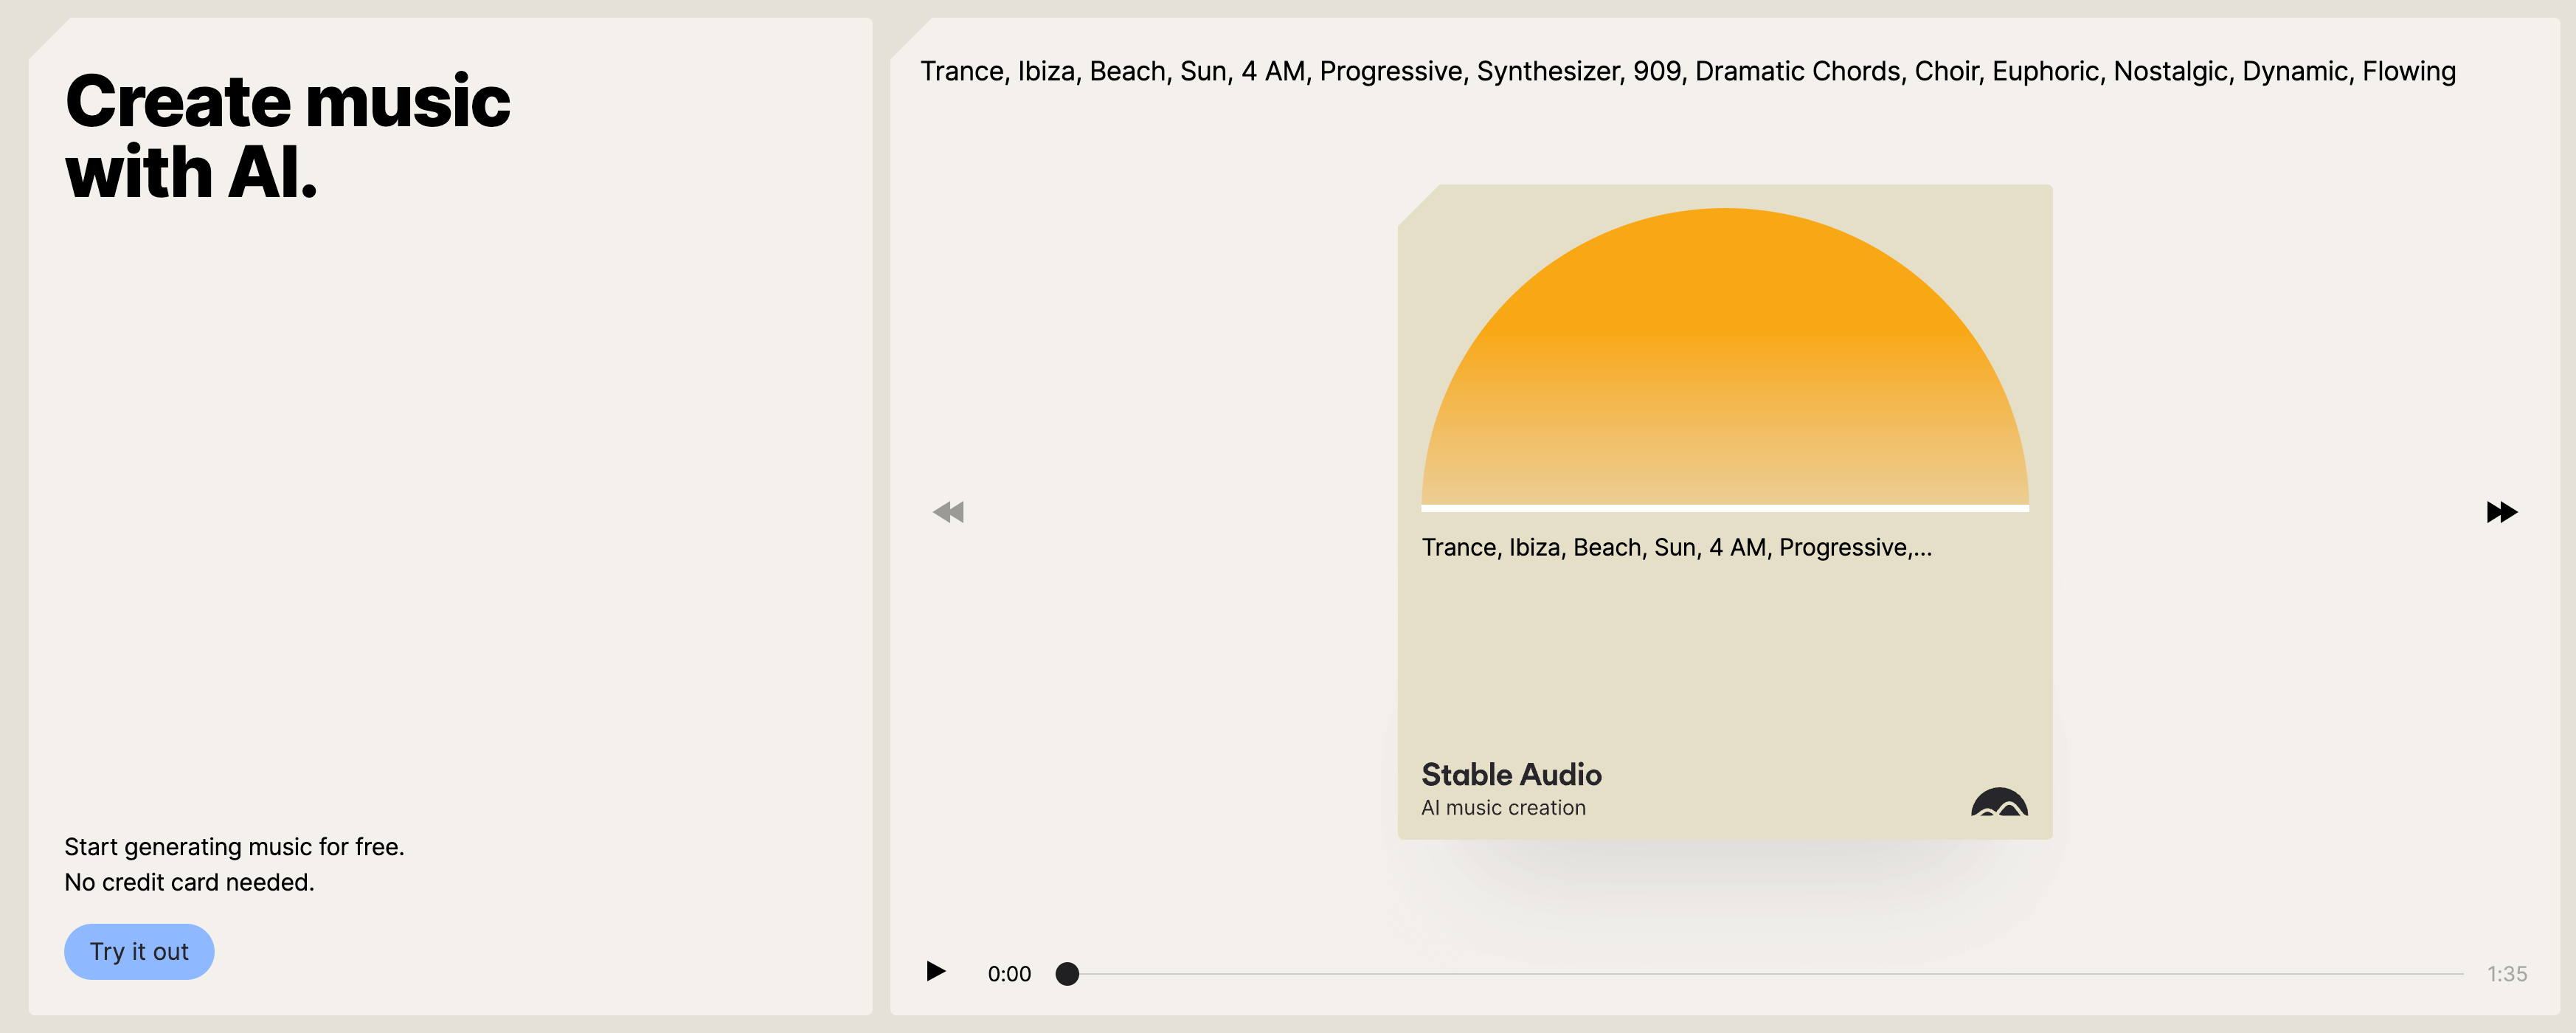 Create music
with AI.
Start generating music for free.
No credit card needed.
Try it out
Trance, Ibiza, Beach, Sun, 4 AM, Progressive, Synthesizer, 909, Dramatic Chords, Choir, Euphoric, Nostalgic, Dynamic, Flowing
Trance, Ibiza, Beach, Sun, 4 AM, Progressive,...
Stable Audio
AI music creation
0:00
1:35